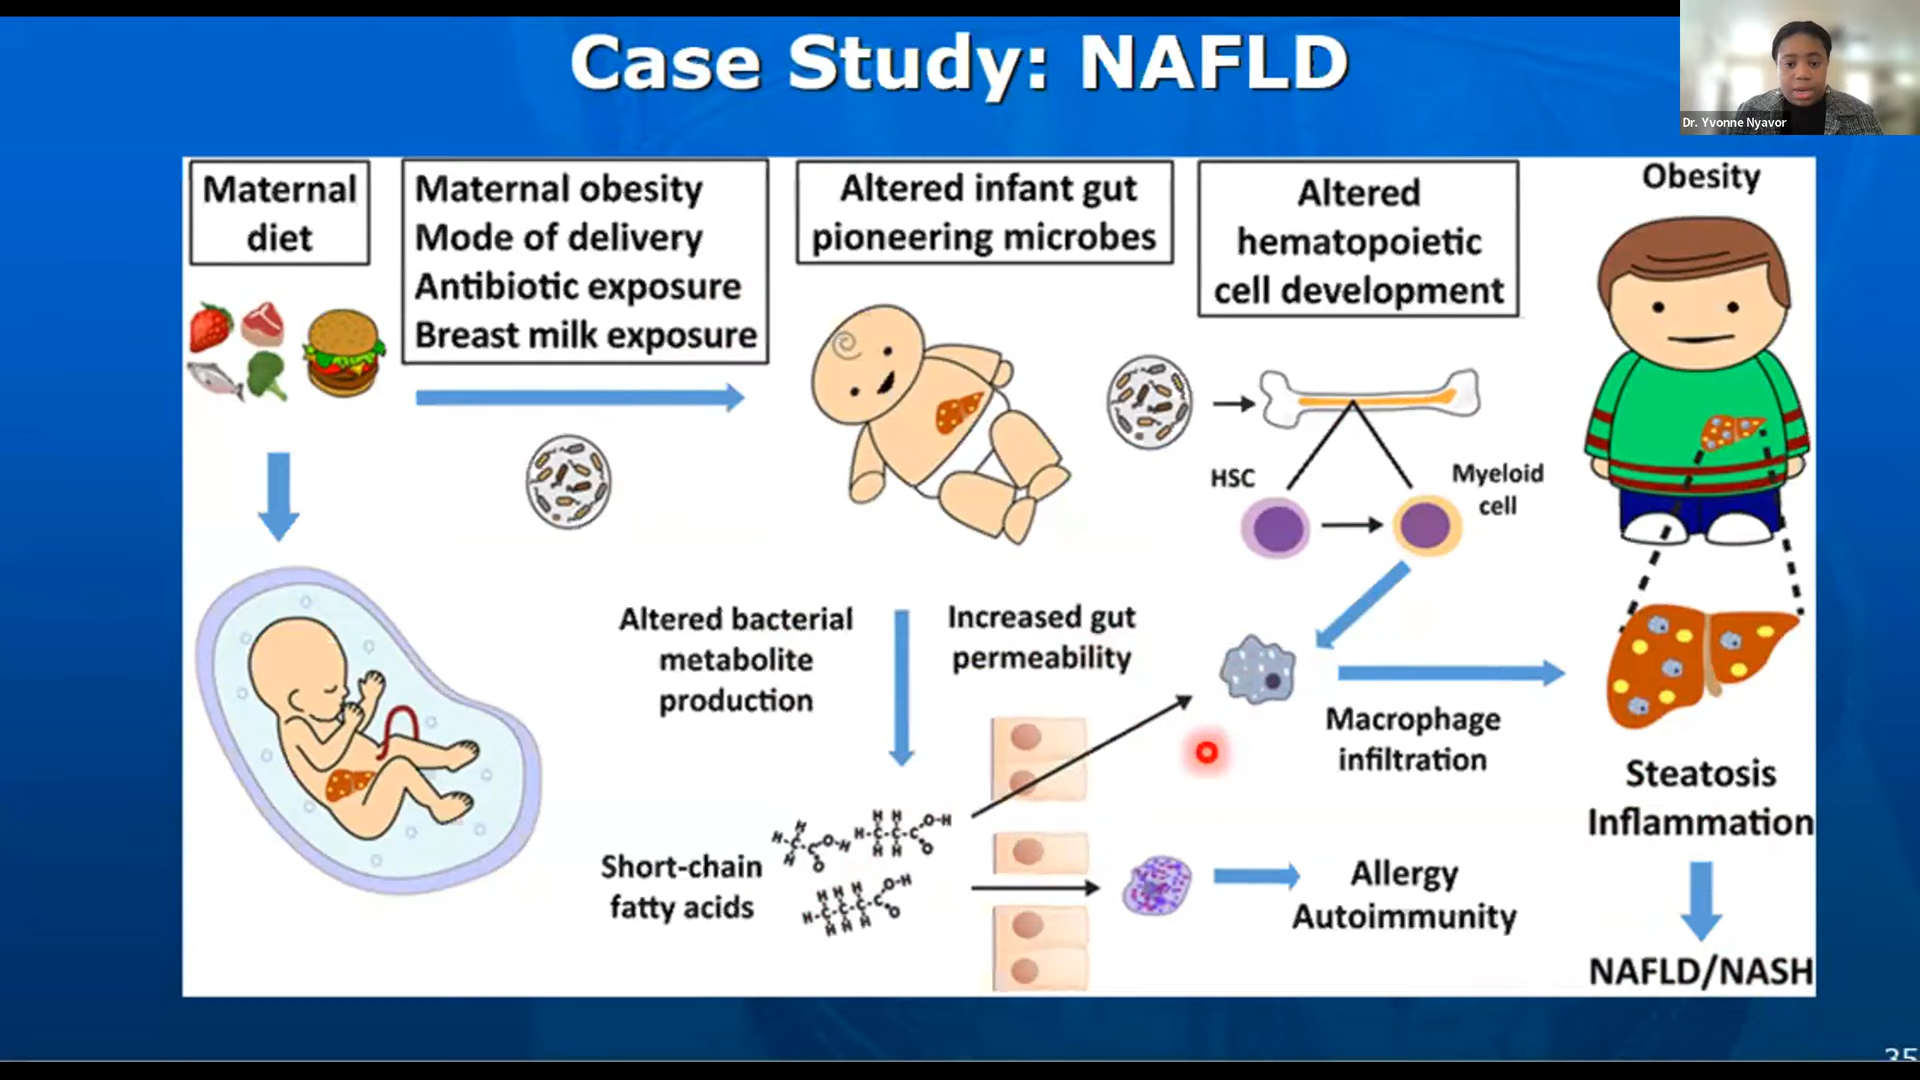 Case Study: NAFLD
Dr. Yvonne Nyavor
Maternal
diet
Maternal obesity
Mode of delivery
Antibiotic exposure
Breast milk exposure
Altered infant gut
pioneering microbes
Altered
hematopoietic
cell development
Obesity
HSC
Myeloid
cell
Altered bacterial
metabolite
production
Increased gut
permeability
Macrophage
infiltration
Short-chain
fatty acids
Allergy
Autoimmunity
Steatosis
Inflammation
NAFLD/NASH
35